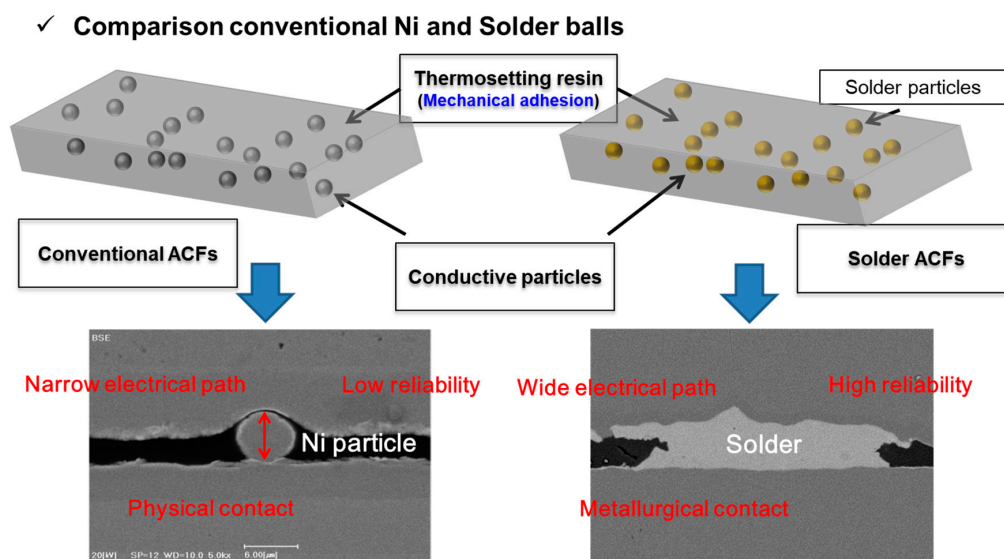 ✓ Comparison conventional Ni and Solder balls
Thermosetting resin
(Mechanical adhesion)
Solder particles
Conventional ACFs
Conductive particles
Solder ACFs
BSE
Narrow electrical path
Low reliability
Ni particle
Physical contact
20[kV] SP=12 WD=10.0 5.0kx 6.00[µm]
Wide electrical path
High reliability
Solder
Metallurgical contact